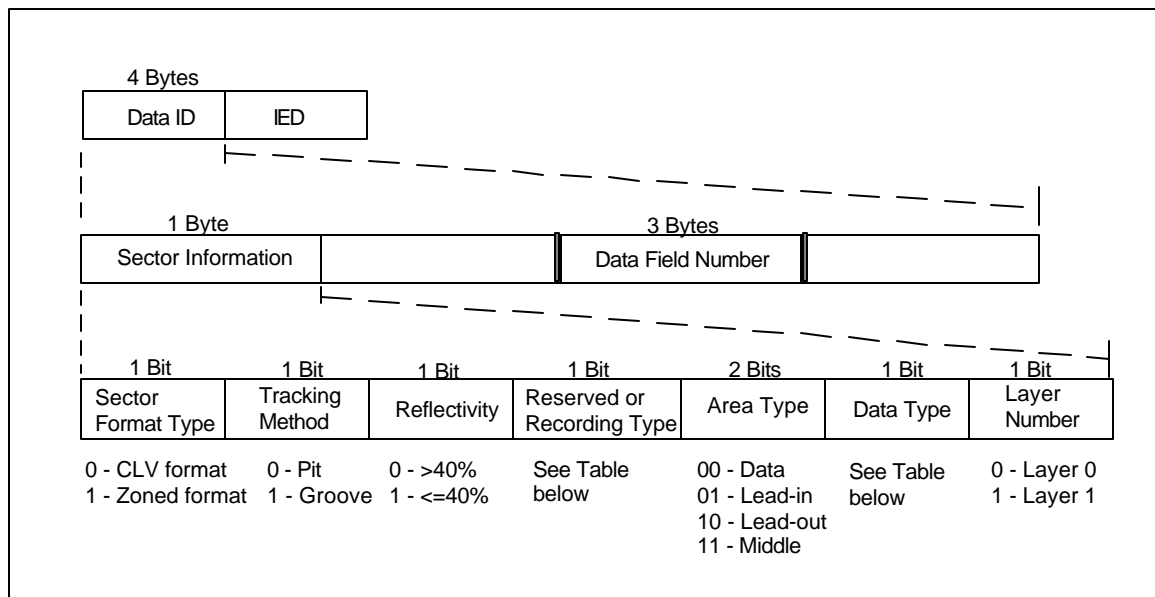 4 Bytes
Data ID IED
1 Byte 3 Bytes
Sector Information Data Field Number
1 Bit 1 Bit 1 Bit 1 Bit 2 Bits 1 Bit 1 Bit
Sector Format Type Tracking Method Reflectivity Reserved or Recording Type Area Type Data Type Layer Number
0 - CLV format 0 - Pit 0 - >40% See Table 00 - Data See Table 0 - Layer 0
1 - Zoned format 1 - Groove 1 - <=40% below 01 - Lead-in below 1 - Layer 1
10 - Lead-out
11 - Middle